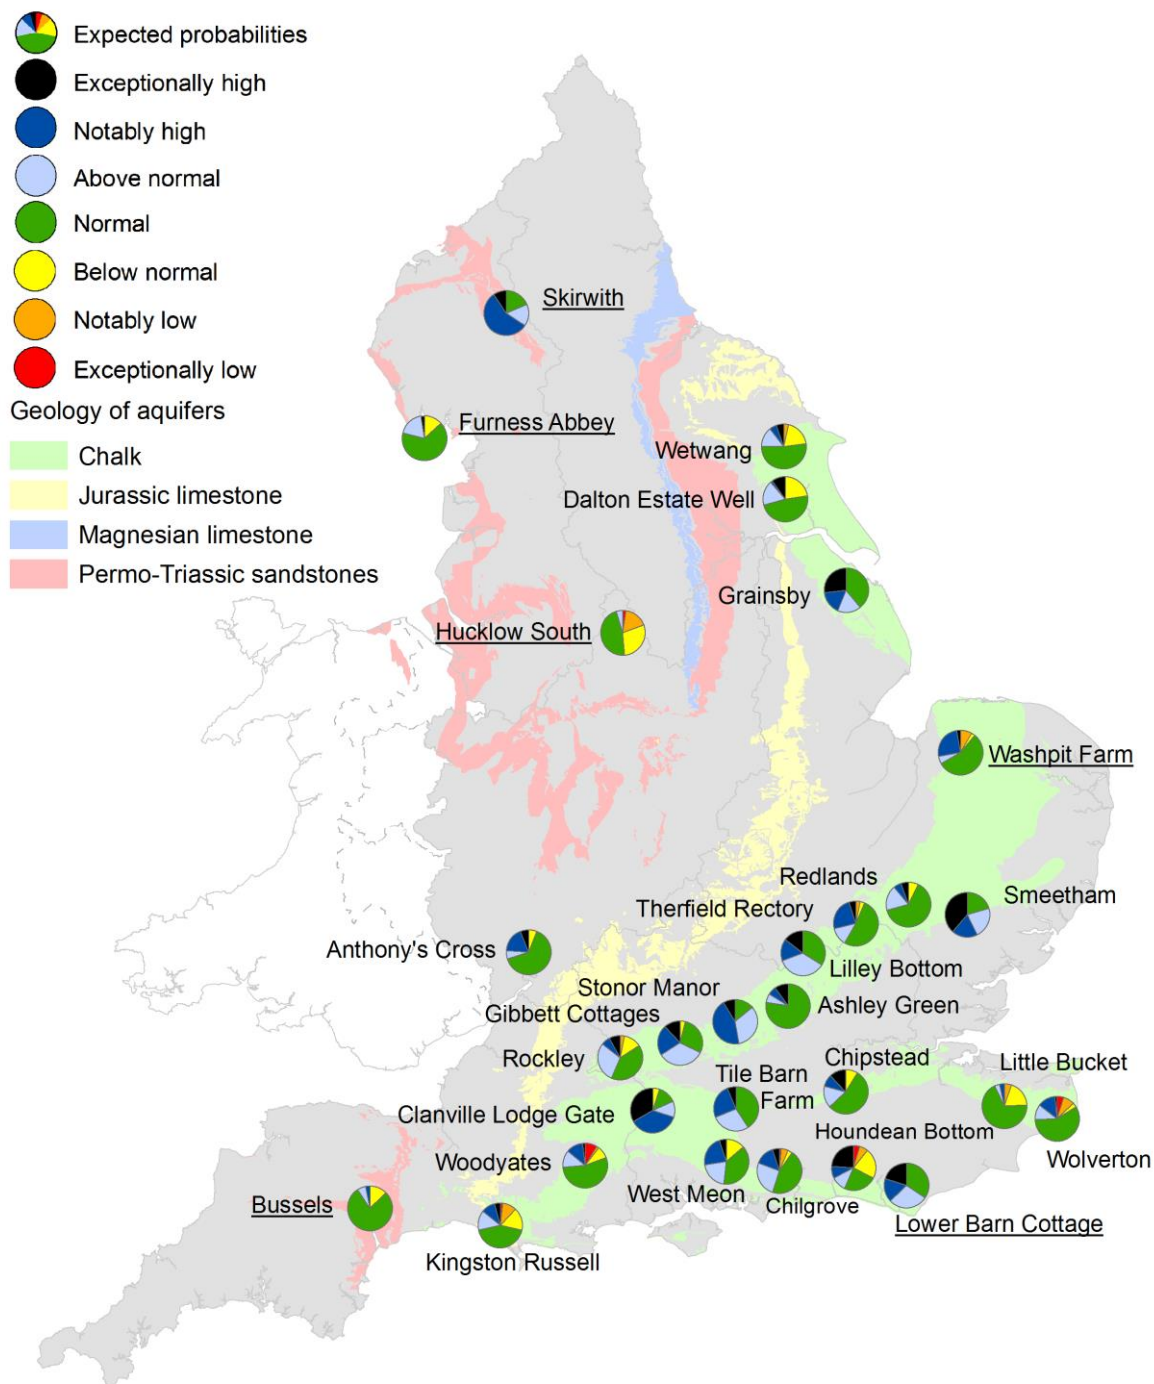 Expected probabilities
Exceptionally high
Notably high
Above normal
Normal
Below normal
Notably low
Exceptionally low
Geology of aquifers
Chalk
Jurassic limestone
Magnesian limestone
Permo-Triassic sandstones
Skirwith
Furness Abbey
Wetwang
Dalton Estate Well
Grainsby
Hucklow South
Washpit Farm
Redlands
Smeetham
Therfield Rectory
Anthony's Cross
Lilley Bottom
Stonor Manor
Ashley Green
Gibbett Cottages
Rockley
Chipstead
Little Bucket
Tile Barn
Farm
Clanville Lodge Gate
Houndean Bottom
Wolverton
Woodyates
West Meon
Chilgrove
Bussels
Lower Barn Cottage
Kingston Russell